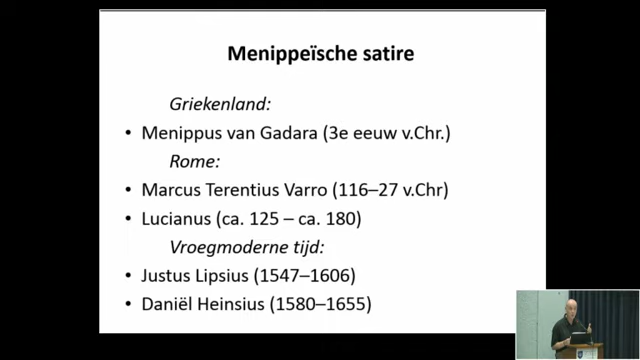 Menippeïsche satire
Griekenland:
• Menippus van Gadara (3e eeuw v.Chr.)
Rome:
• Marcus Terentius Varro (116–27 v.Chr)
• Lucianus (ca. 125 – ca. 180)
Vroegmoderne tijd:
• Justus Lipsius (1547–1606)
• Daniël Heinsius (1580–1655)